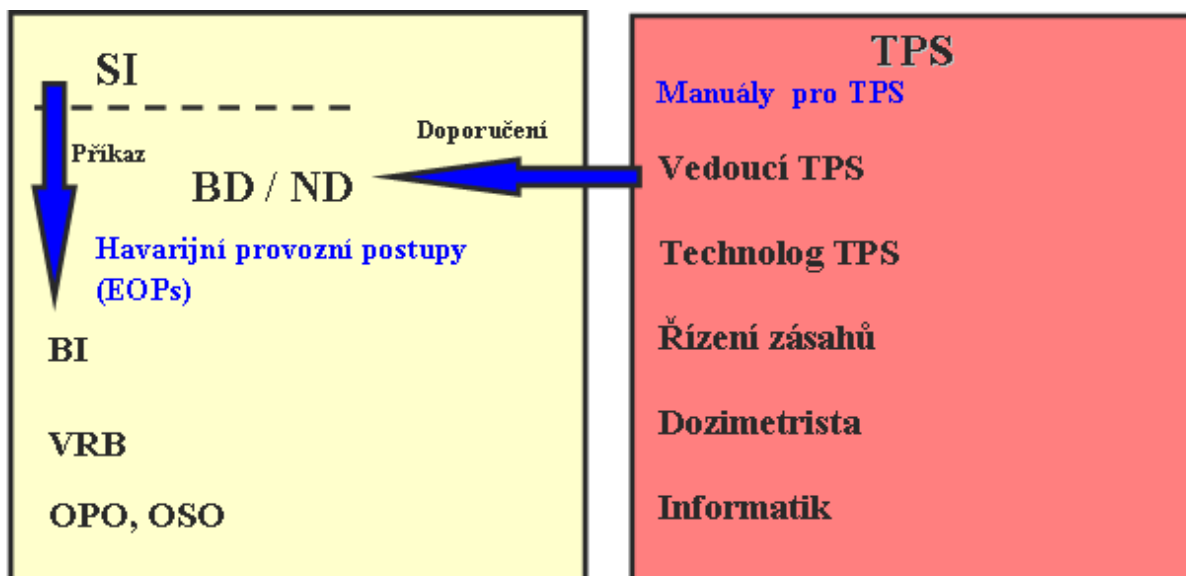 SI
Příkaz
BD / ND
Havarijní provozní postupy
(EOPs)
BI
VRB
OPO, OSO
Doporučení
TPS
Manuály pro TPS
Vedoucí TPS
Technolog TPS
Řízení zásahů
Dozimetrista
Informatik